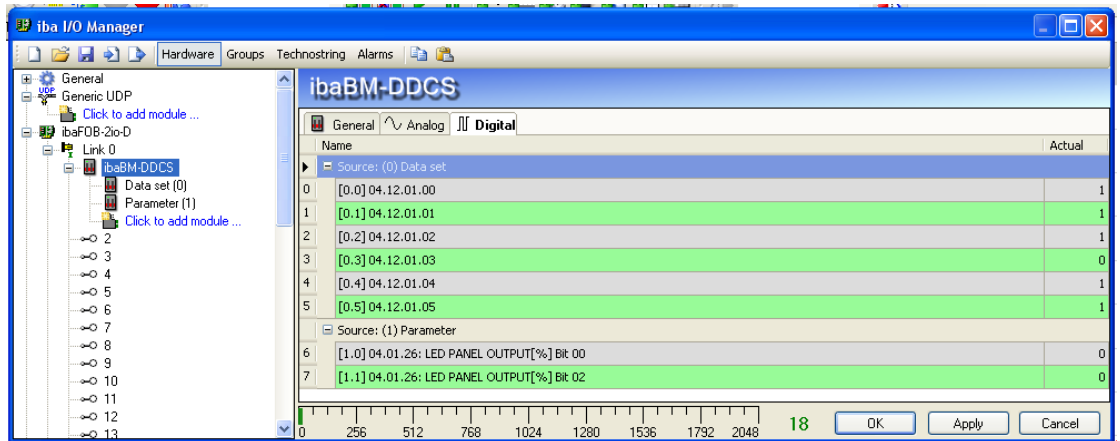 iba I/O Manager
Hardware Groups Technostring Alarms
General
UDP Generic UDP
Click to add module ...
ibaFOB-2io-D
Link 0
ibaBM-DDCS
Data set (0)
Parameter (1)
Click to add module ...
2
3
4
5
6
7
8
9
10
11
12
13
ibaBM-DDCS
General Analog Digital
Name Actual
Source: (0) Data set
0 [0.0] 04.12.01.00 1
1 [0.1] 04.12.01.01 1
2 [0.2] 04.12.01.02 1
3 [0.3] 04.12.01.03 0
4 [0.4] 04.12.01.04 1
5 [0.5] 04.12.01.05 1
Source: (1) Parameter
6 [1.0] 04.01.26: LED PANEL OUTPUT[%] Bit 00 0
7 [1.1] 04.01.26: LED PANEL OUTPUT[%] Bit 02 0
0 256 512 768 1024 1280 1536 1792 2048 18 OK Apply Cancel